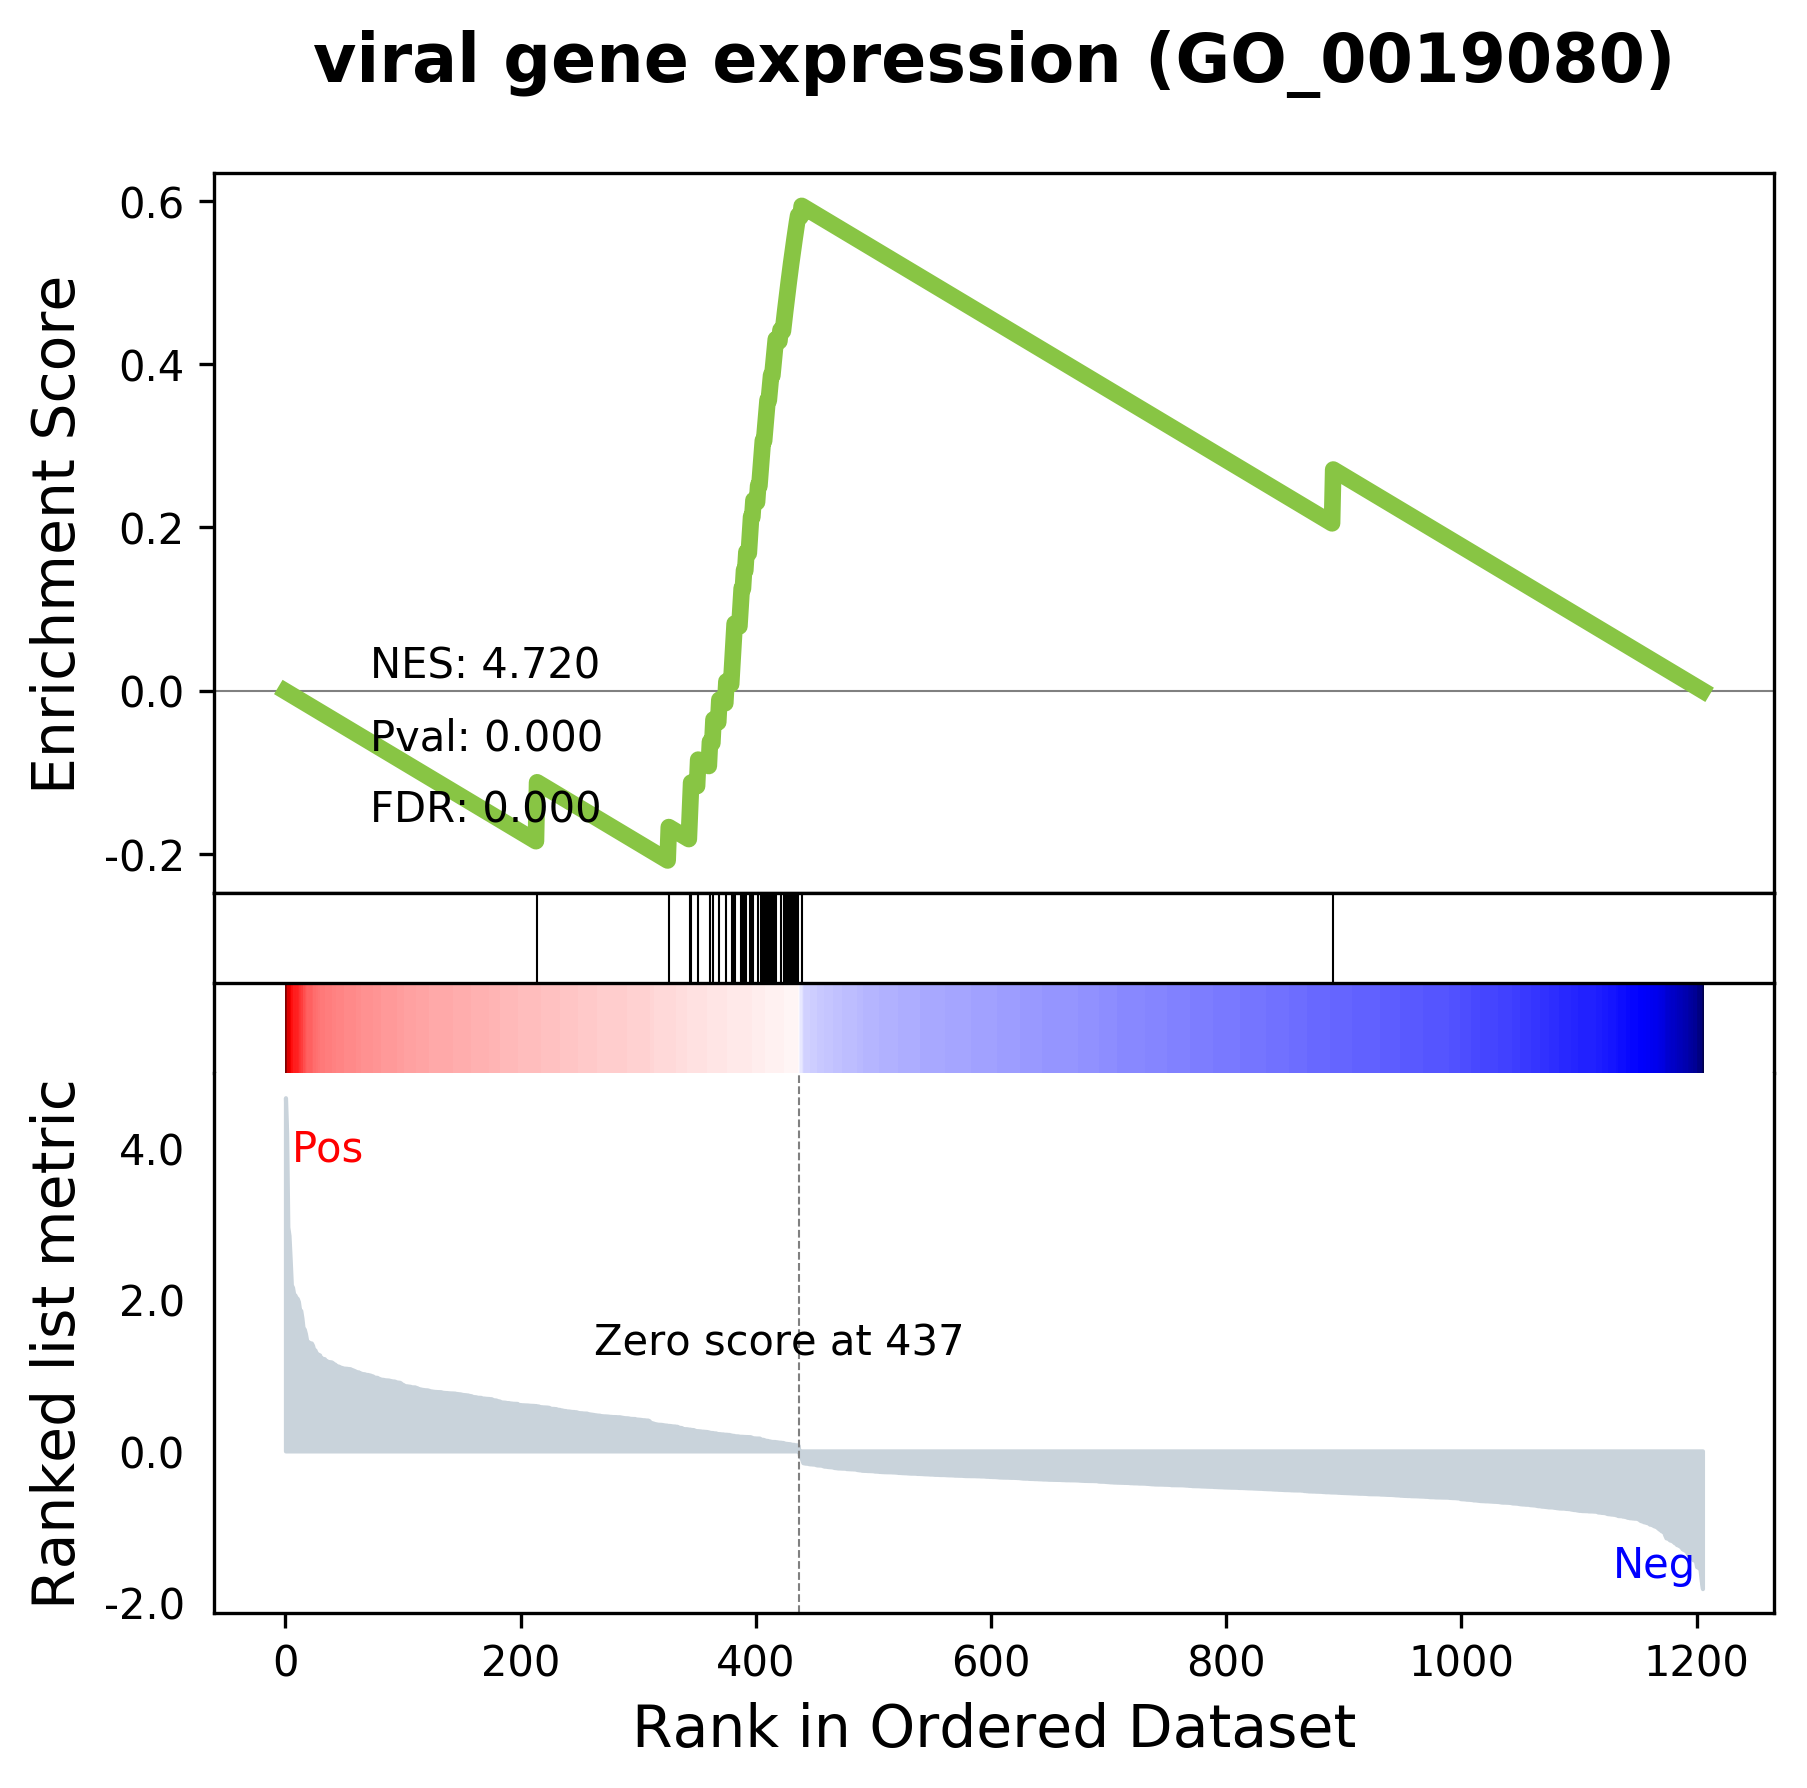 viral gene expression (GO_0019080)
Enrichment Score
0.6
0.4
0.2
0.0
-0.2
NES: 4.720
Pval: 0.000
FDR: 0.000
Ranked list metric
4.0
2.0
0.0
-2.0
Pos
Zero score at 437
Neg
0 200 400 600 800 1000 1200
Rank in Ordered Dataset